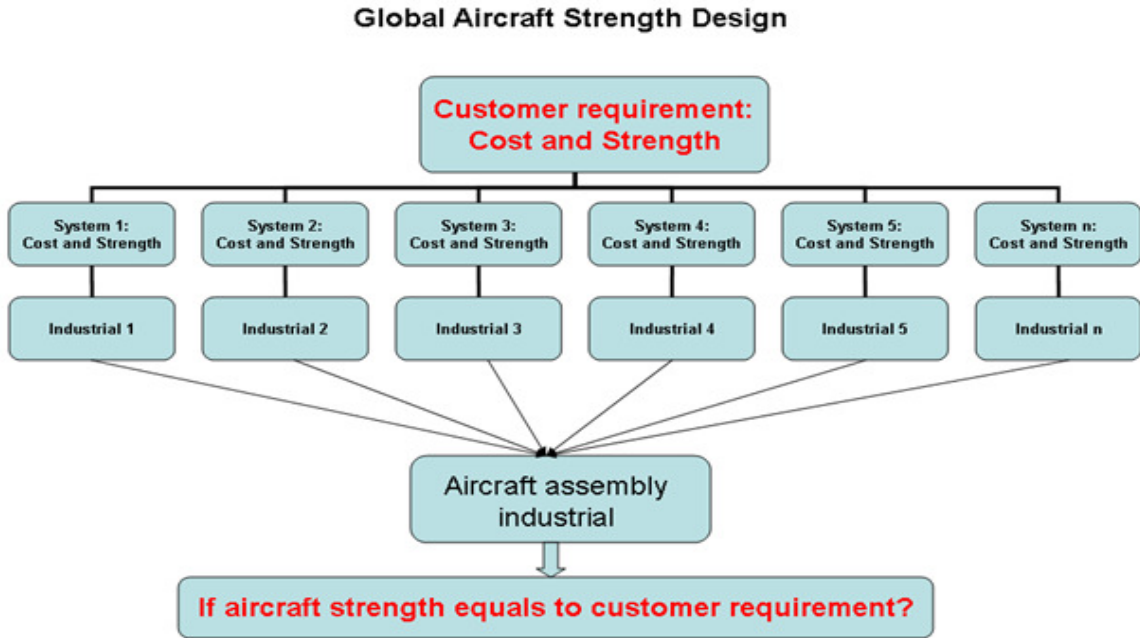 Global Aircraft Strength Design
Customer requirement:
Cost and Strength
System 1:
Cost and Strength
System 2:
Cost and Strength
System 3:
Cost and Strength
System 4:
Cost and Strength
System 5:
Cost and Strength
System n:
Cost and Strength
Industrial 1
Industrial 2
Industrial 3
Industrial 4
Industrial 5
Industrial n
Aircraft assembly
industrial
If aircraft strength equals to customer requirement?